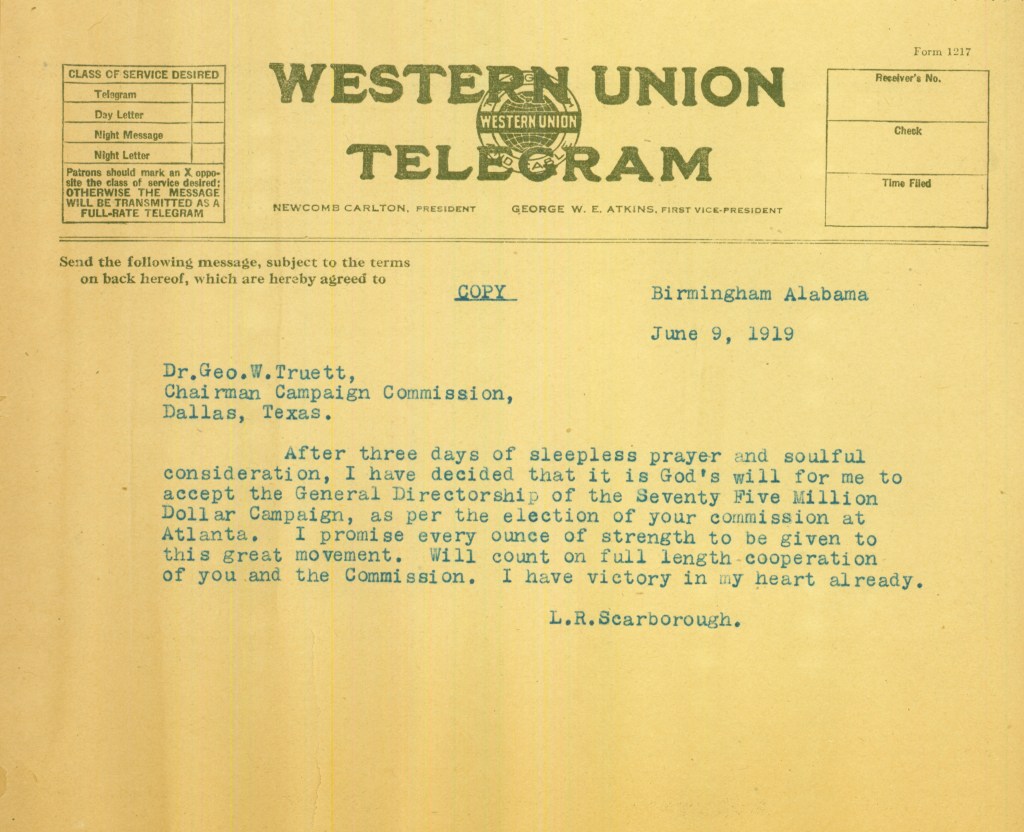 Form 1217
CLASS OF SERVICE DESIRED
Telegram
Day Letter
Night Message
Night Letter
Patrons should mark an X oppo-
site the class of service desired:
OTHERWISE THE MESSAGE
WILL BE TRANSMITTED AS A
FULL-RATE TELEGRAM
WESTERN UNION
WESTERN UNION
TELEGRAM
NEWCOMB CARLTON, PRESIDENT GEORGE W. E. ATKINS, FIRST VICE-PRESIDENT
Receiver's No.
Check
Time Filed
Send the following message, subject to the terms
on back hereof, which are hereby agreed to
COPY
Birmingham Alabama
June 9, 1919
Dr.Geo.W.Truett,
Chairman Campaign Commission,
Dallas, Texas.
After three days of sleepless prayer and soulful
consideration, I have decided that it is God's will for me to
accept the General Directorship of the Seventy Five Million
Dollar Campaign, as per the election of your commission at
Atlanta. I promise every ounce of strength to be given to
this great movement. Will count on full length cooperation
of you and the Commission. I have victory in my heart already.
L.R.Scarborough.